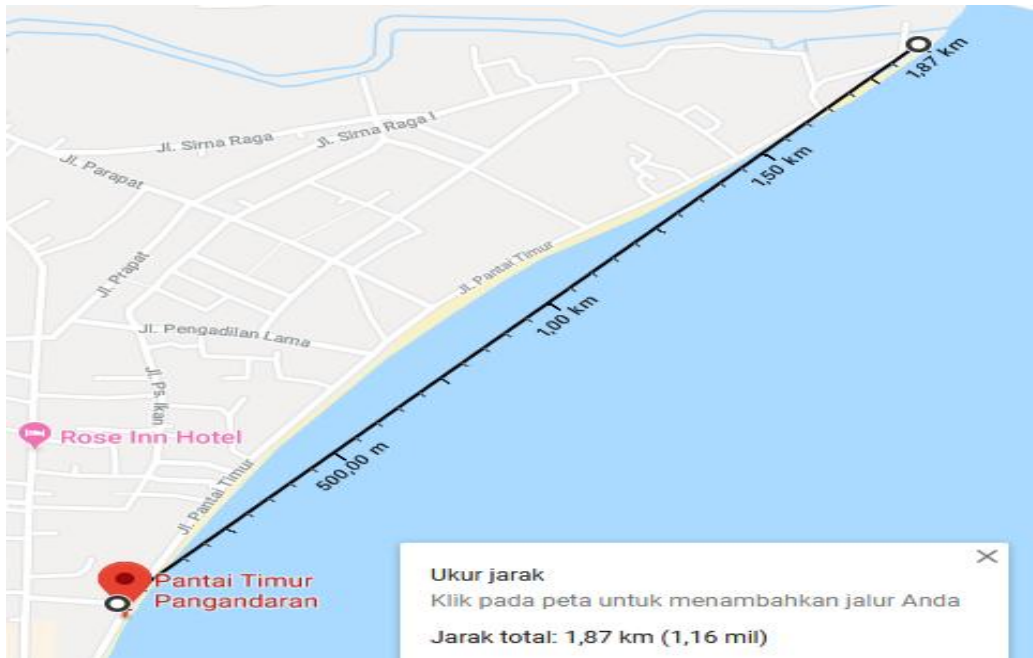 1,87 km
Jl. Sirna Raga I
Jl. Sirna Raga
Jl. Parapat
1,50 km
Jl. Pantai Timur
Jl. Prapat
1,00 km
Jl. Pengadilan Lama
Jl. Ps. Ikan
Rose Inn Hotel
500,00 m
Jl. Pantai Timur
Pantai Timur
Pangandaran
Ukur jarak
Klik pada peta untuk menambahkan jalur Anda
Jarak total: 1,87 km (1,16 mil)